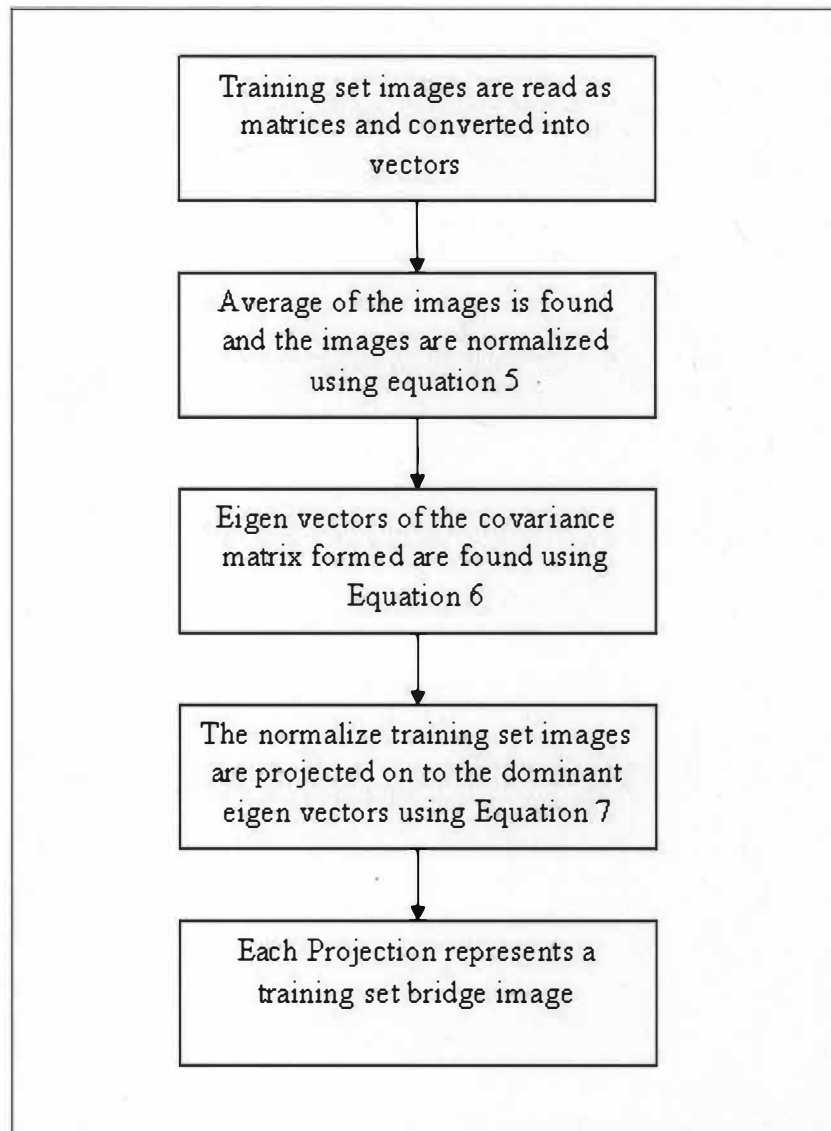 Training set images are read as
matrices and converted into
vectors
Average of the images is found
and the images are normalized
using equation 5
Eigen vectors of the covariance
matrix formed are found using
Equation 6
The normalize training set images
are projected on to the dominant
eigen vectors using Equation 7
Each Projection represents a
training set bridge image